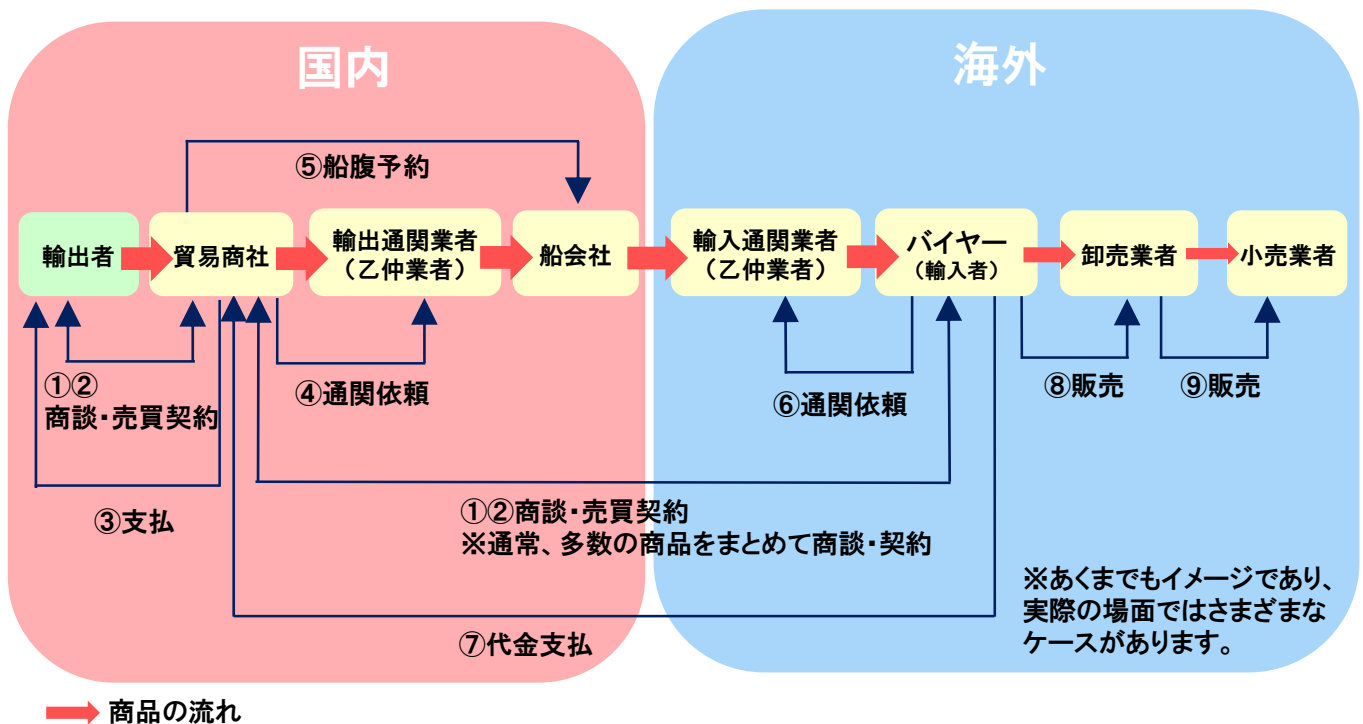 国内
海外
⑤船腹予約
輸出者
貿易商社
輸出通関業者
（乙仲業者）
船会社
輸入通関業者
（乙仲業者）
バイヤー
（輸入者）
卸売業者
小売業者
①②
商談・売買契約
④通関依頼
⑥通関依頼
⑧販売
⑨販売
③支払
①②商談・売買契約
※通常、多数の商品をまとめて商談・契約
※あくまでもイメージであり、
実際の場面ではさまざまな
ケースがあります。
⑦代金支払
商品の流れ